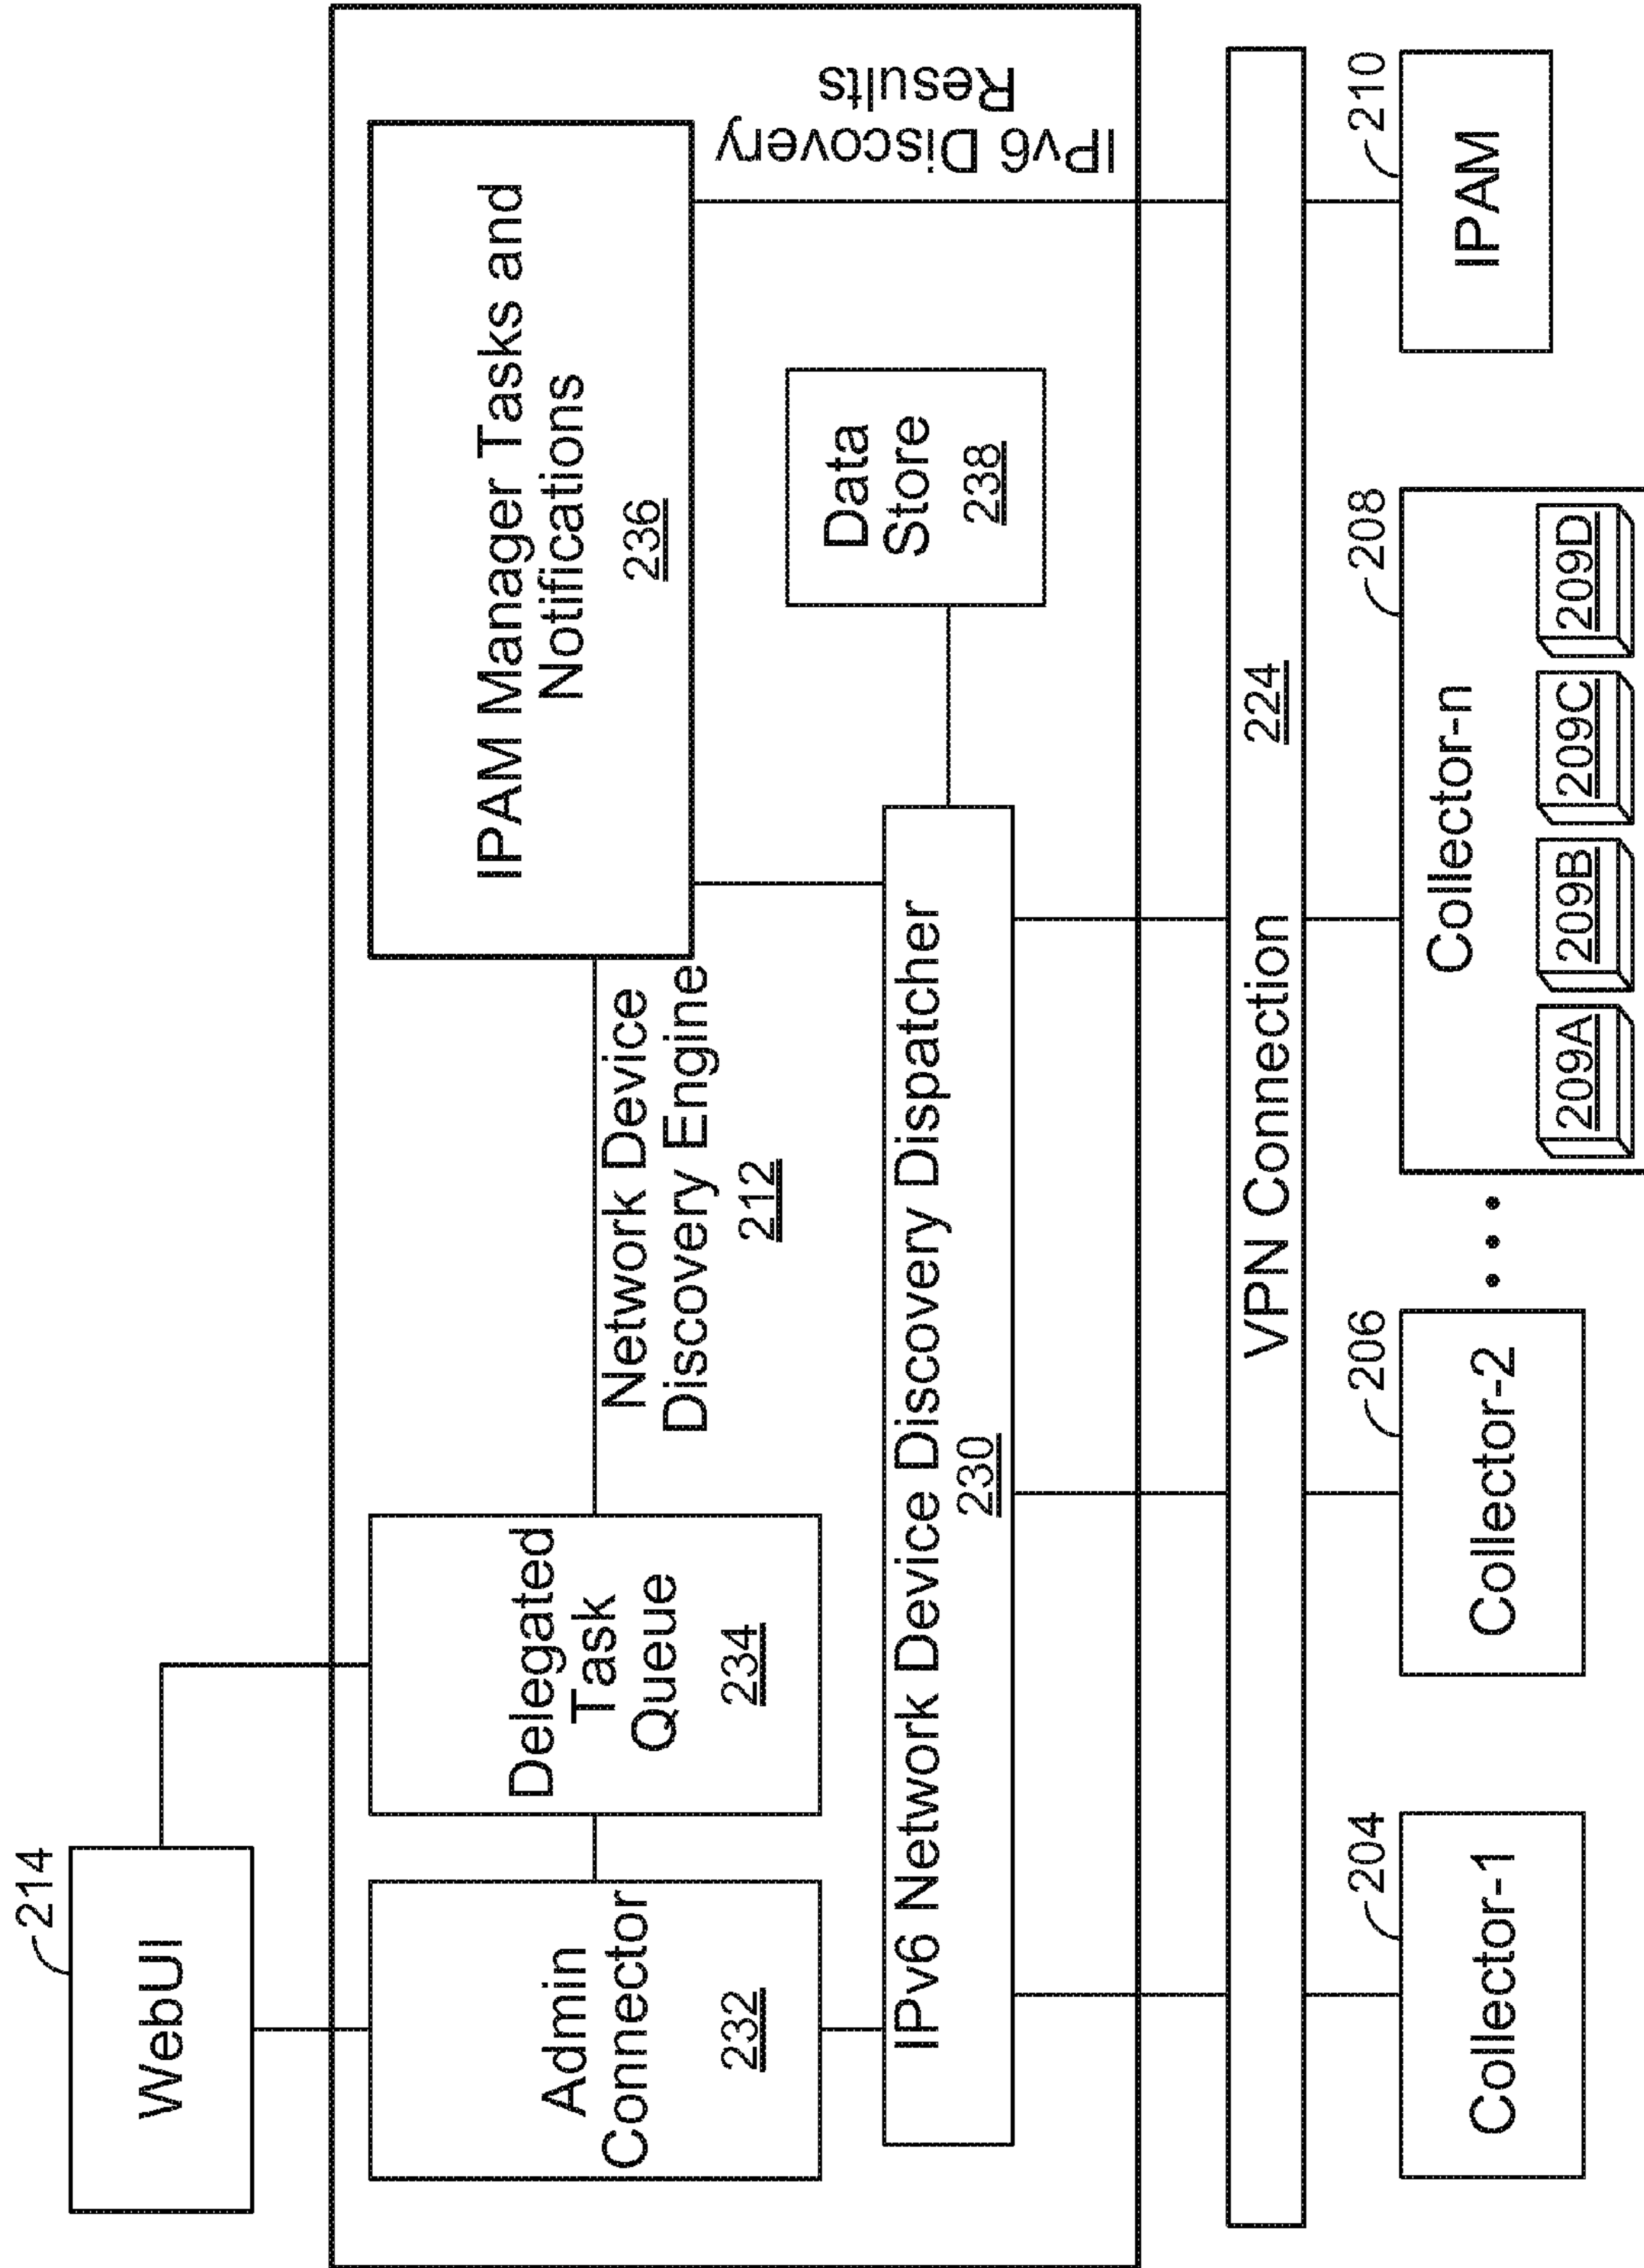 214
WebUI
Admin
Connector
232
Delegated
Task
Queue
234
Network Device
Discovery Engine
212
IPAM Manager Tasks and
Notifications
236
Data
Store
238
IPv6 Discovery
Results
IPv6 Network Device Discovery Dispatcher
230
VPN Connection
224
204
Collector-1
206
Collector-2
• • •
208
Collector-n
209A
209B
209C
209D
210
IPAM